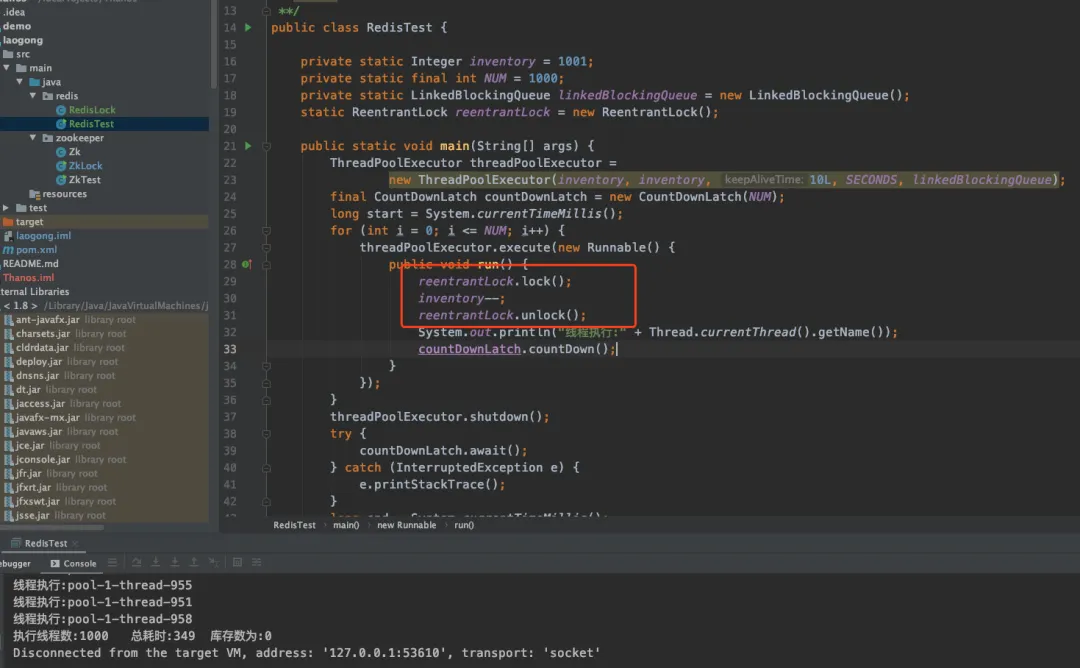 .idea
demo
laogong
src
main
java
redis
RedisLock
RedisTest
zookeeper
Zk
ZkLock
ZkTest
resources
test
target
laogong.iml
pom.xml
README.md
Thanos.iml
ternal Libraries
< 1.8 > /Library/Java/JavaVirtualMachines/j
ant-javafx.jar library root
charsets.jar library root
cldrdata.jar library root
deploy.jar library root
dnsns.jar library root
dt.jar library root
jaccess.jar library root
javafx-mx.jar library root
javaws.jar library root
jce.jar library root
jconsole.jar library root
jfr.jar library root
jfxrt.jar library root
jfxswt.jar library root
jsse.jar library root
13 **/
14 public class RedisTest {
15
16 private static Integer inventory = 1001;
17 private static final int NUM = 1000;
18 private static LinkedBlockingQueue linkedBlockingQueue = new LinkedBlockingQueue();
19 static ReentrantLock reentrantLock = new ReentrantLock();
20
21 public static void main(String[] args) {
22 ThreadPoolExecutor threadPoolExecutor =
23 new ThreadPoolExecutor(inventory, inventory, keepAliveTime: 10L, SECONDS, linkedBlockingQueue);
24 final CountDownLatch countDownLatch = new CountDownLatch(NUM);
25 long start = System.currentTimeMillis();
26 for (int i = 0; i <= NUM; i++) {
27 threadPoolExecutor.execute(new Runnable() {
28 public void run() {
29 reentrantLock.lock();
30 inventory--;
31 reentrantLock.unlock();
32 System.out.println("线程执行:" + Thread.currentThread().getName());
33 countDownLatch.countDown();
34 }
35 });
36 }
37 threadPoolExecutor.shutdown();
38 try {
39 countDownLatch.await();
40 } catch (InterruptedException e) {
41 e.printStackTrace();
42 }
RedisTest › main() › new Runnable › run()
RedisTest ×
ebugger Console
线程执行:pool-1-thread-955
线程执行:pool-1-thread-951
线程执行:pool-1-thread-958
执行线程数:1000 总耗时:349 库存数为:0
Disconnected from the target VM, address: '127.0.0.1:53610', transport: 'socket'